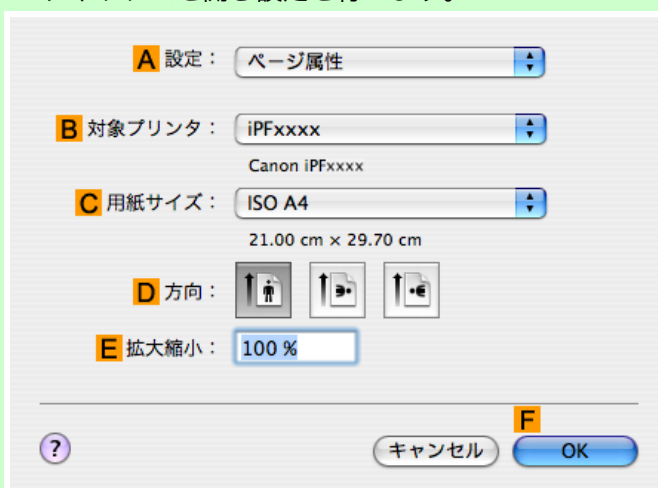 A 設定： ページ属性
B 対象プリンタ： iPFxxxx
Canon iPFxxxx
C 用紙サイズ： ISO A4
21.00 cm × 29.70 cm
D 方向：
E 拡大縮小： 100 %
F
? キャンセル OK